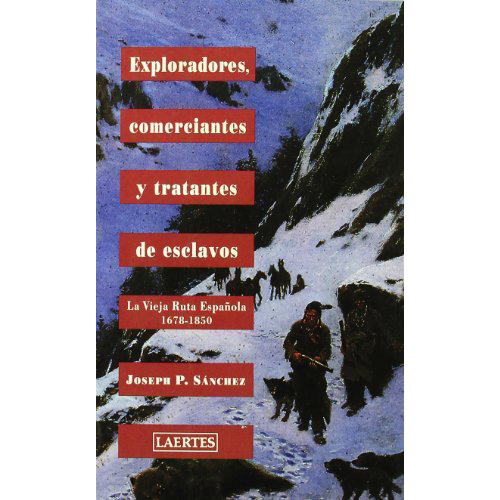 Exploradores,
comerciantes
y tratantes
de esclavos
La Vieja Ruta Española
1678-1850
JOSEPH P. SÁNCHEZ
LAERTES